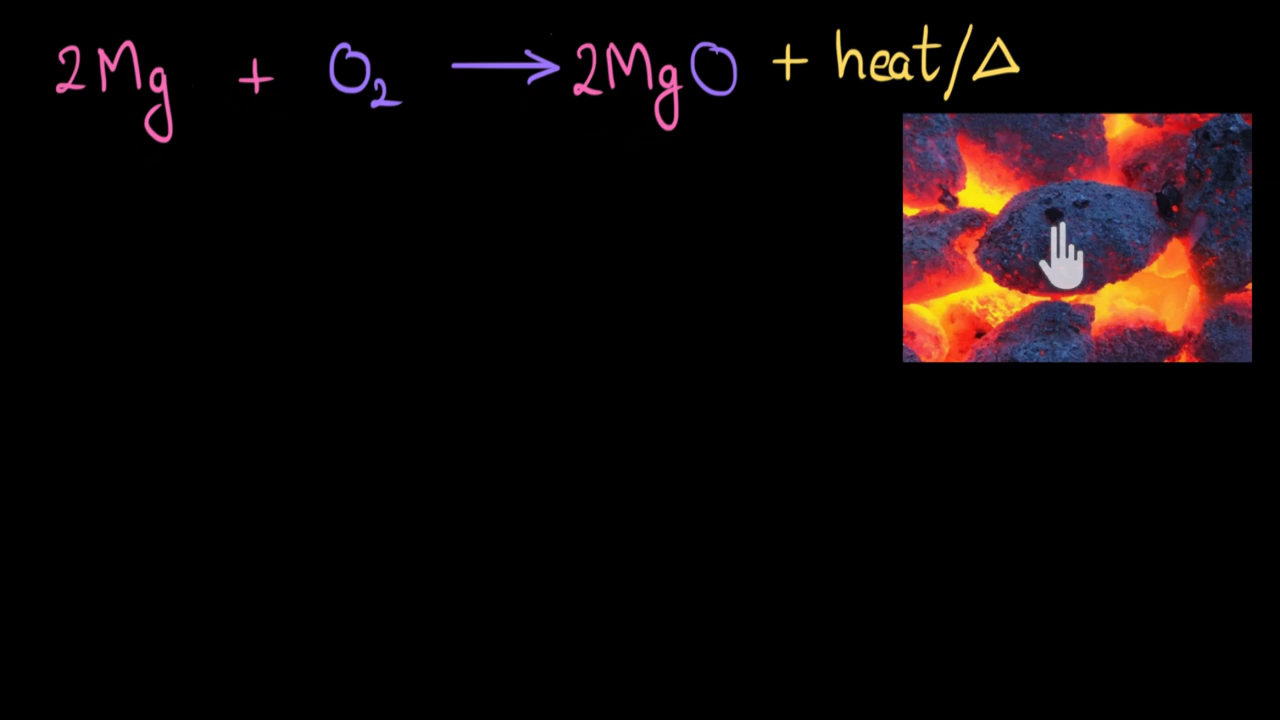 2Mg + O₂ ⟶ 2MgO + heat/Δ